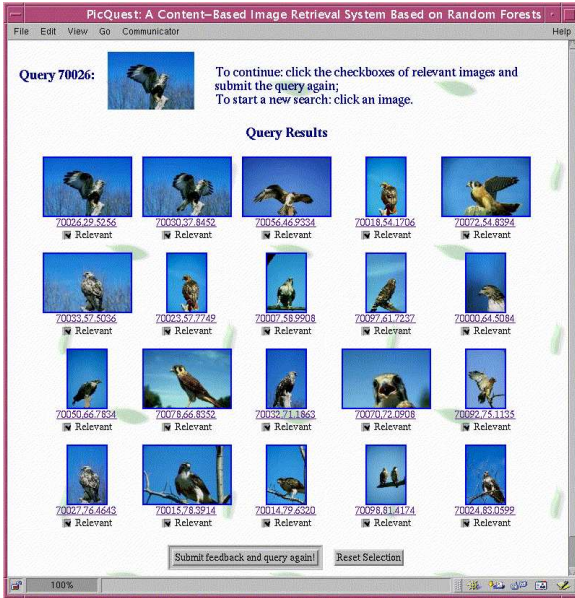 PicQuest: A Content-Based Image Retrieval System Based on Random Forests
File Edit View Go Communicator Help
Query 70026:
To continue: click the checkboxes of relevant images and
submit the query again;
To start a new search: click an image.
Query Results
70026,29.5256 70030,37.8452 70056,46.9334 70018,54.1706 70072,54.8394
Relevant Relevant Relevant Relevant Relevant
70033,57.5036 70023,57.7749 70007,58.9908 70097,61.7237 70000,64.5084
Relevant Relevant Relevant Relevant Relevant
70050,66.7834 70078,66.8352 70032,71.1863 70070,72.0908 70092,75.1135
Relevant Relevant Relevant Relevant Relevant
70027,76.4643 70015,78.3914 70014,79.6320 70098,81.4174 70024,83.0599
Relevant Relevant Relevant Relevant Relevant
Submit feedback and query again! Reset Selection
100%